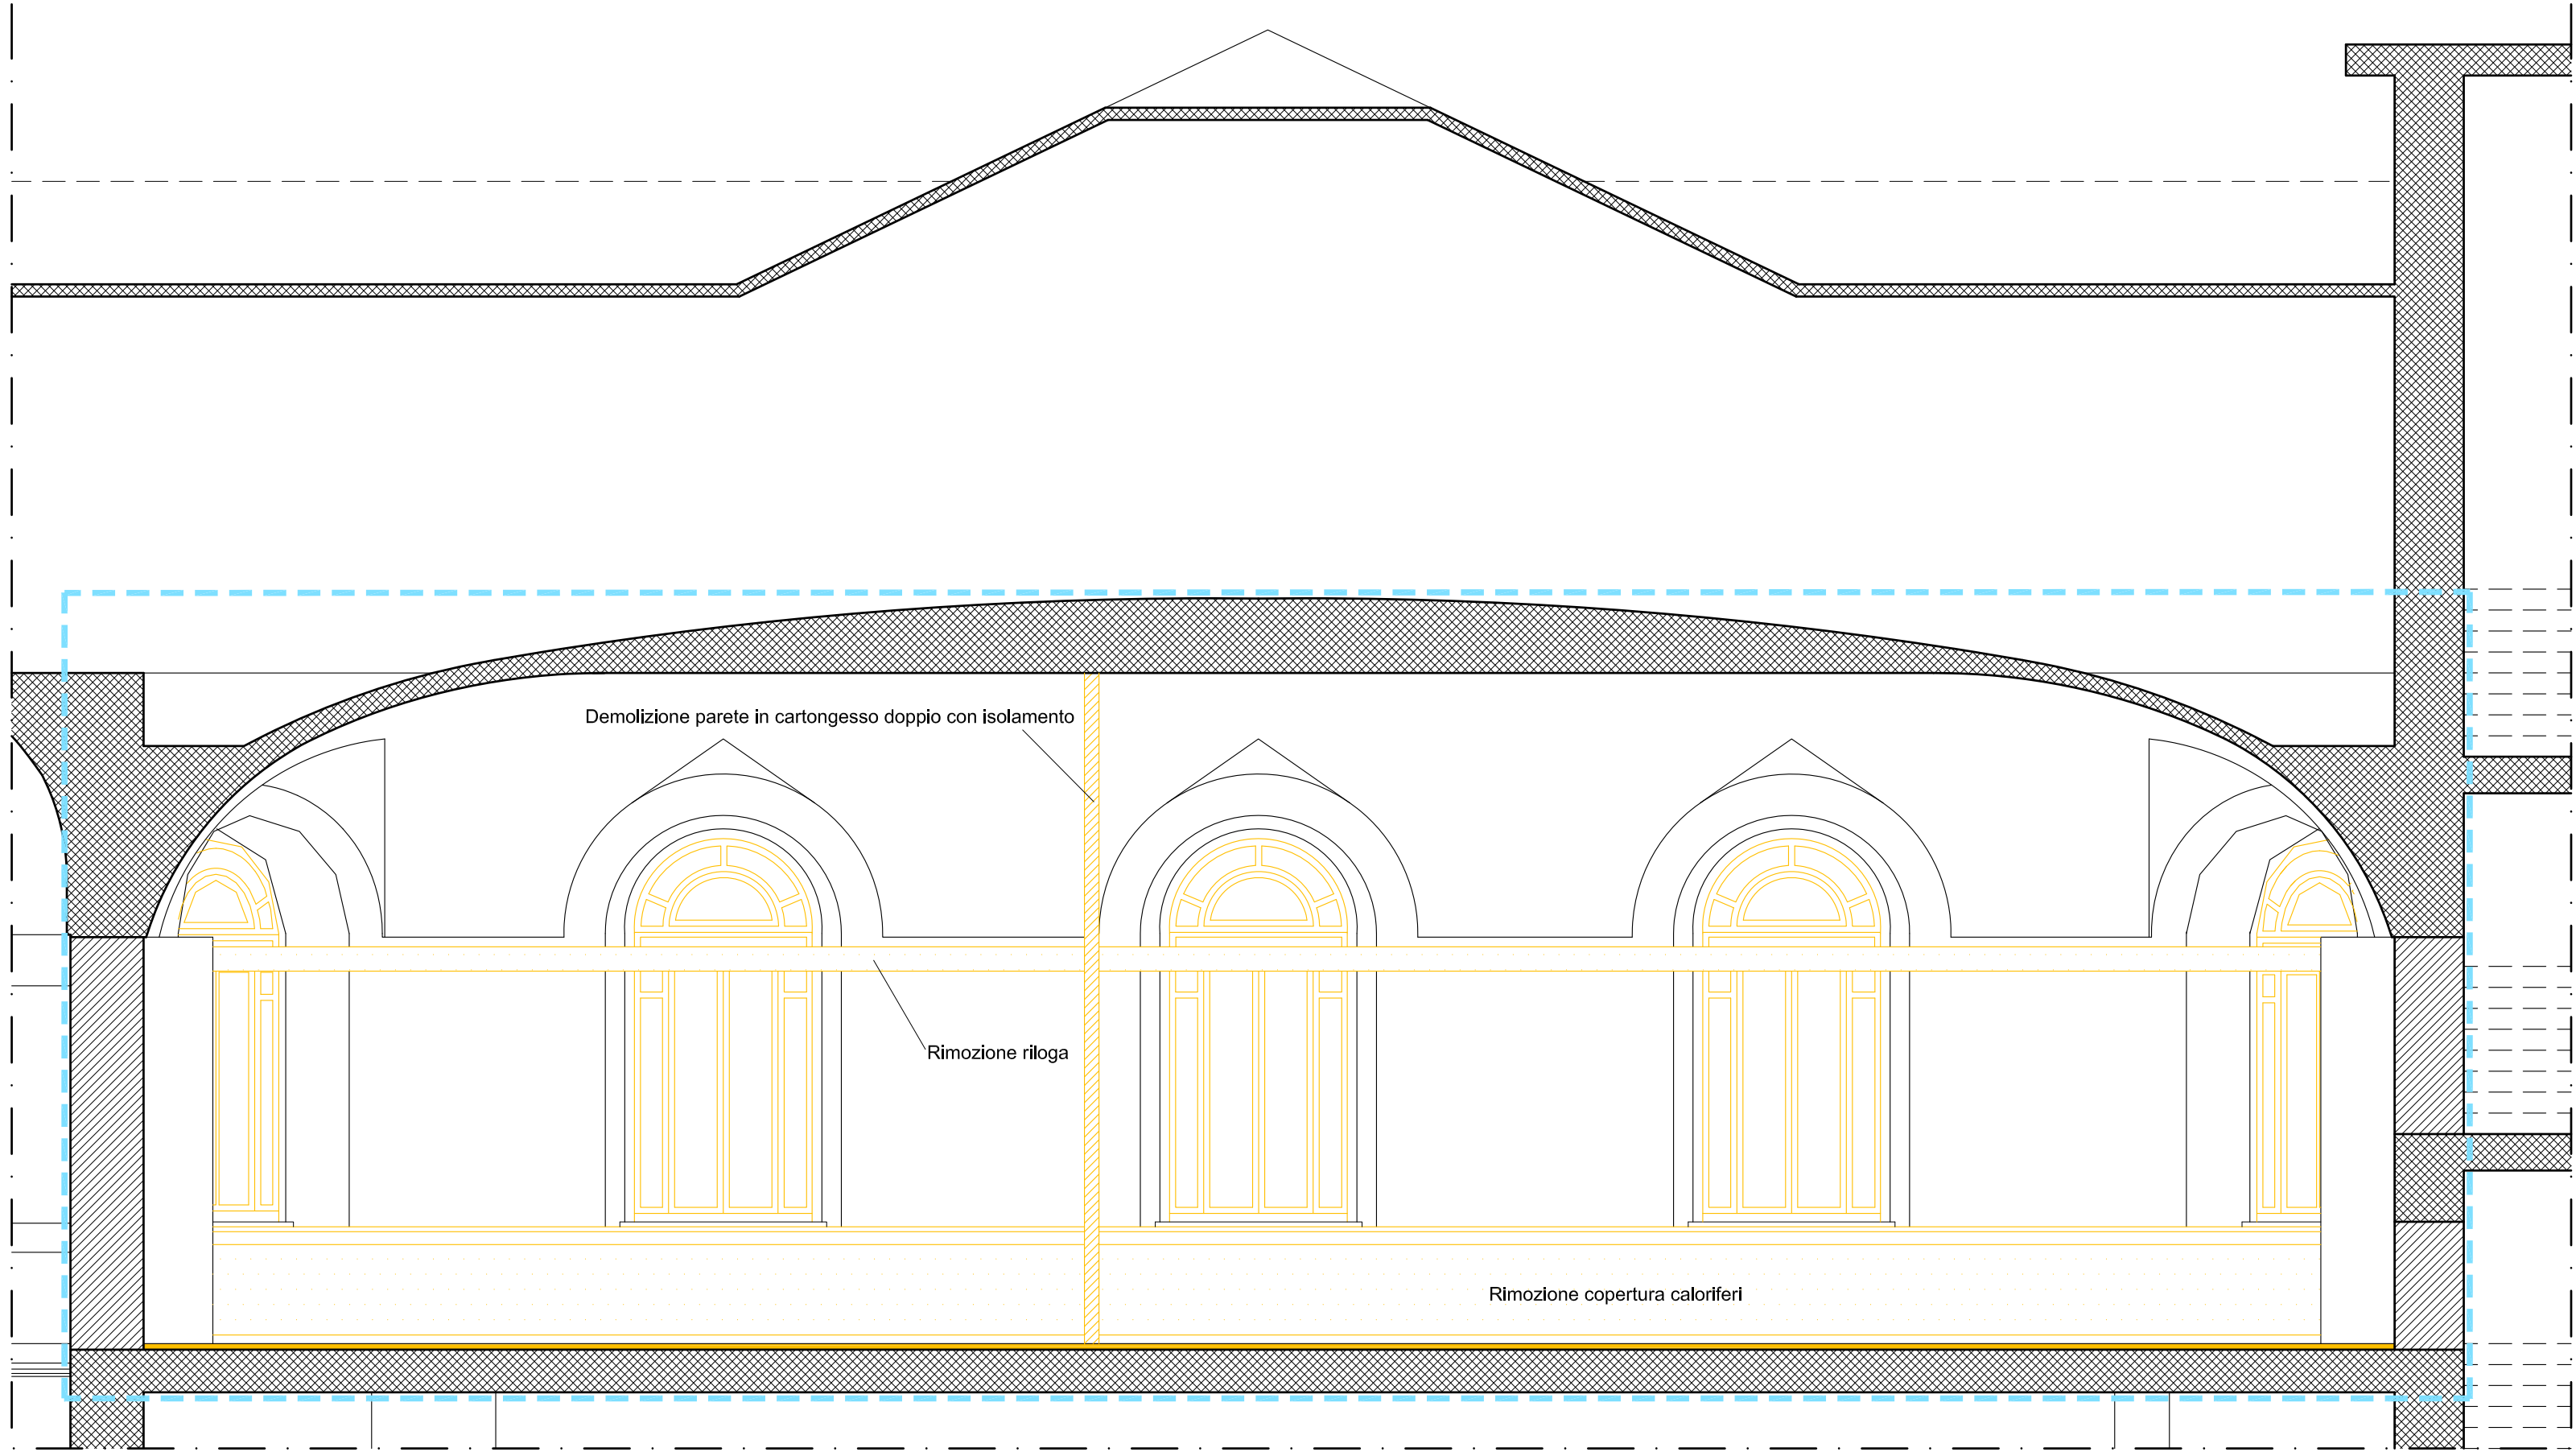 Demolizione parete in cartongesso doppio con isolamento
Rimozione riloga
Rimozione copertura caloriferi